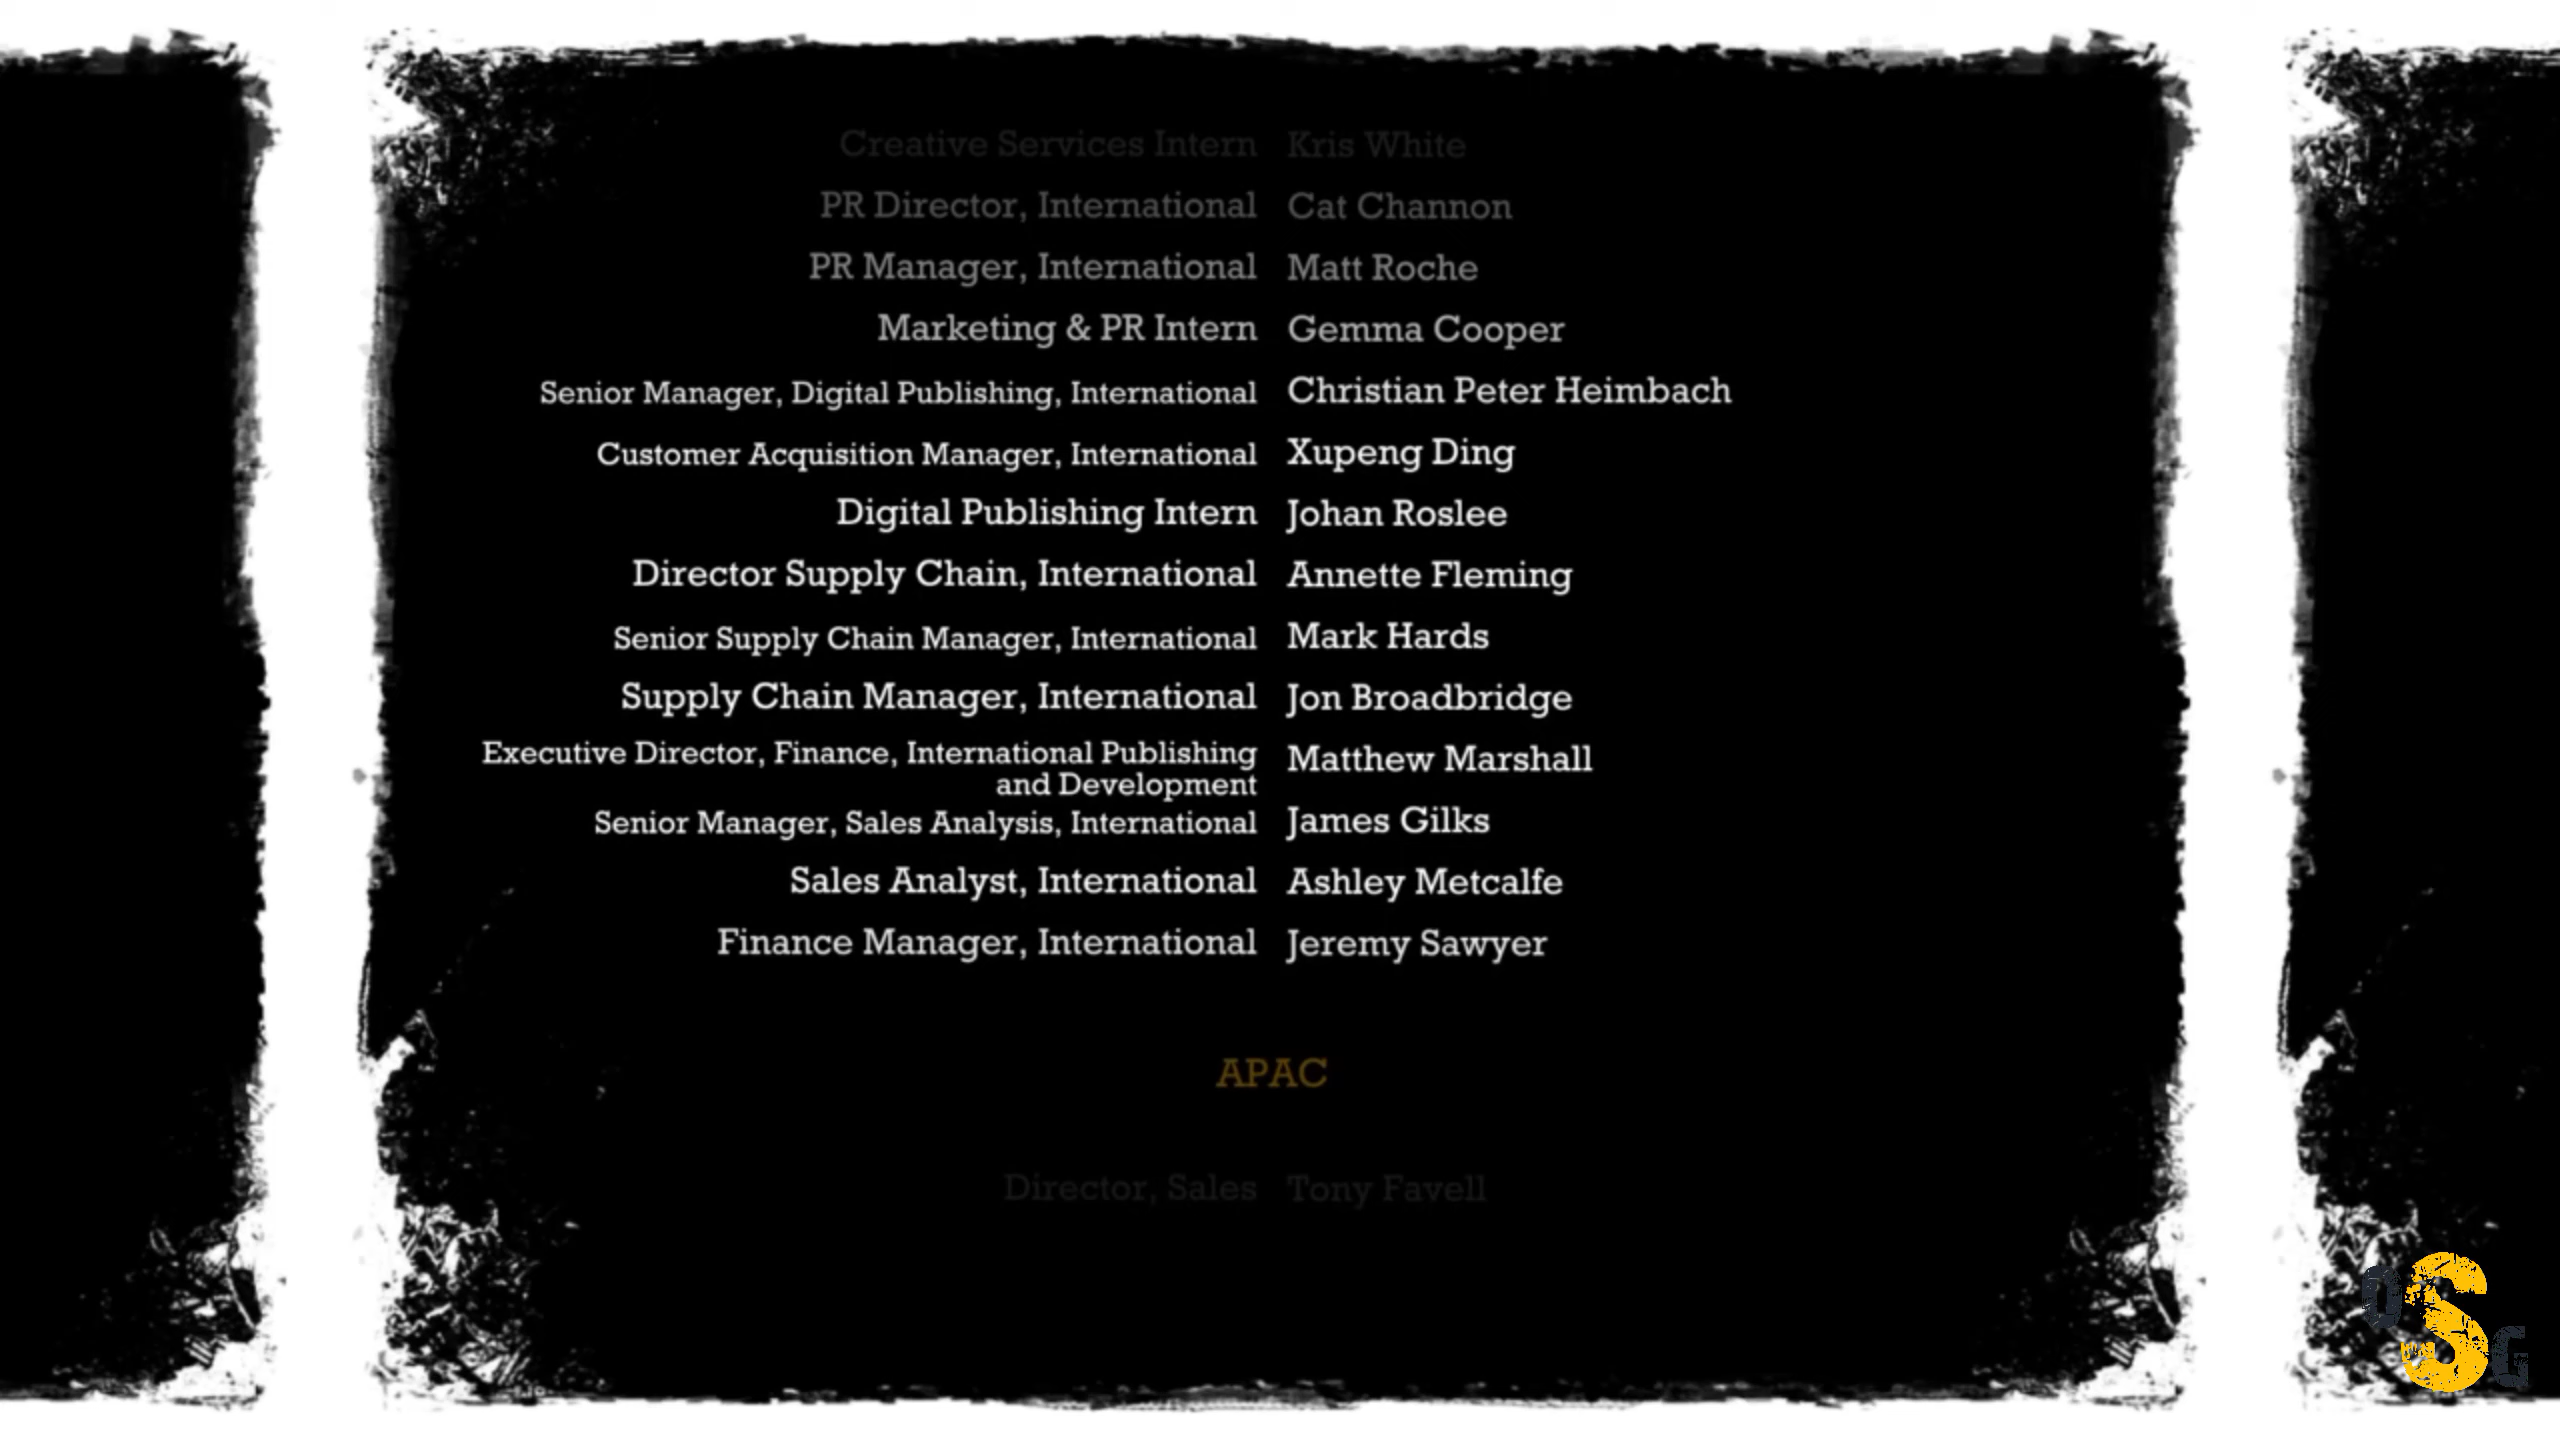 Creative Services Intern Kris White
PR Director, International Cat Channon
PR Manager, International Matt Roche
Marketing & PR Intern Gemma Cooper
Senior Manager, Digital Publishing, International Christian Peter Heimbach
Customer Acquisition Manager, International Xupeng Ding
Digital Publishing Intern Johan Roslee
Director Supply Chain, International Annette Fleming
Senior Supply Chain Manager, International Mark Hards
Supply Chain Manager, International Jon Broadbridge
Executive Director, Finance, International Publishing Matthew Marshall
and Development
Senior Manager, Sales Analysis, International James Gilks
Sales Analyst, International Ashley Metcalfe
Finance Manager, International Jeremy Sawyer
APAC
Director, Sales Tony Favell
OSG